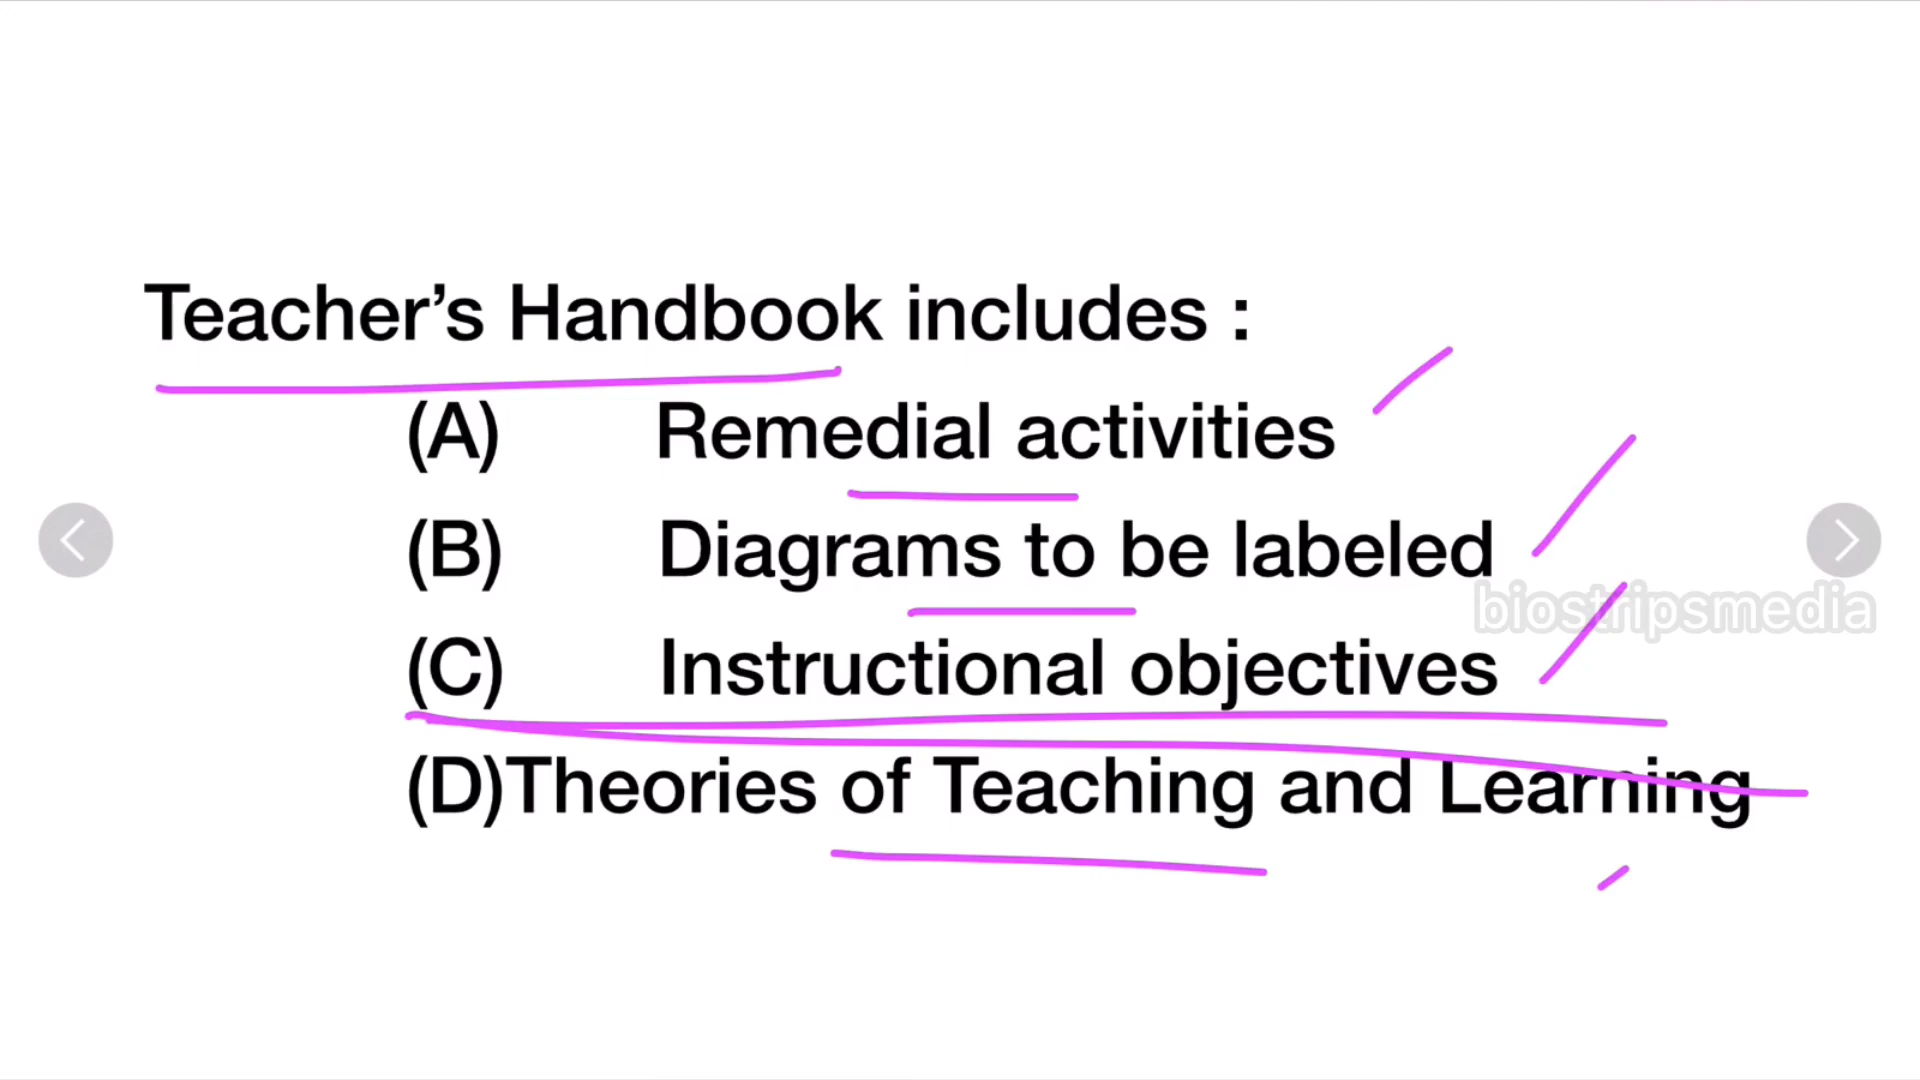 Teacher’s Handbook includes :
(A) Remedial activities
(B) Diagrams to be labeled
biostripsmedia
(C) Instructional objectives
(D)Theories of Teaching and Learning